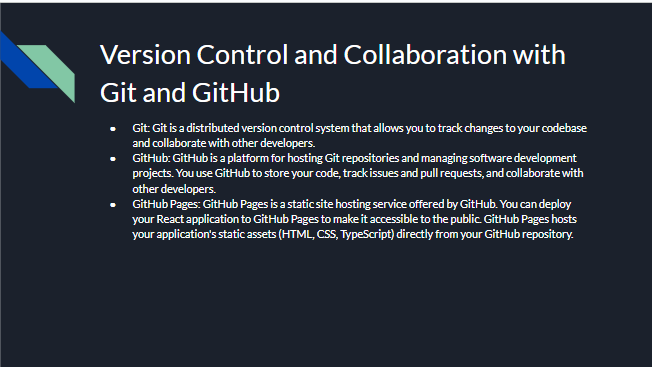 Version Control and Collaboration with
Git and GitHub
● Git: Git is a distributed version control system that allows you to track changes to your codebase
and collaborate with other developers.
● GitHub: GitHub is a platform for hosting Git repositories and managing software development
projects. You use GitHub to store your code, track issues and pull requests, and collaborate with
other developers.
● GitHub Pages: GitHub Pages is a static site hosting service offered by GitHub. You can deploy
your React application to GitHub Pages to make it accessible to the public. GitHub Pages hosts
your application's static assets (HTML, CSS, TypeScript) directly from your GitHub repository.